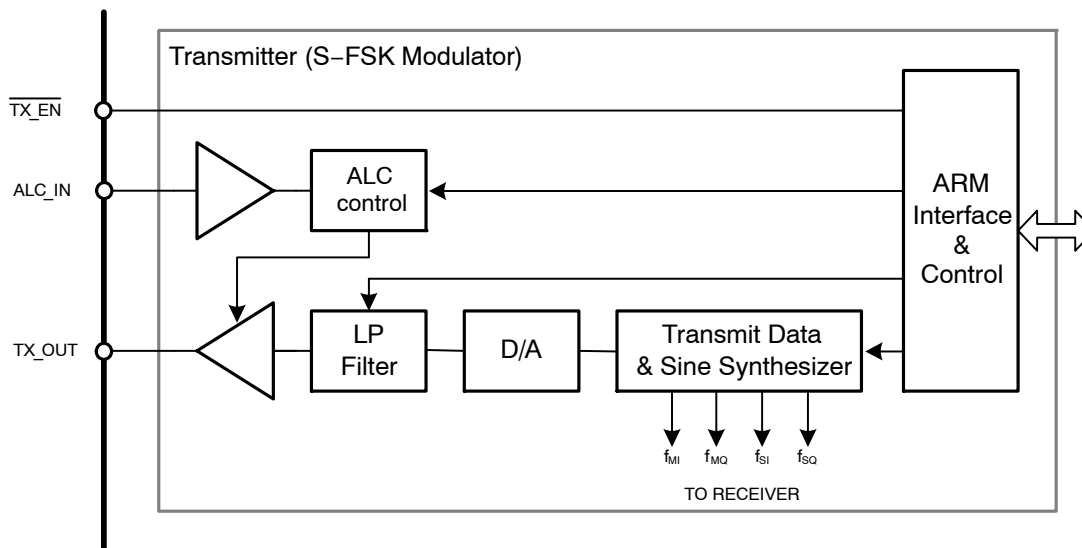 Transmitter (S–FSK Modulator)
TX_EN
ALC_IN
ALC
control
ARM
Interface
&
Control
TX_OUT
LP
Filter
D/A
Transmit Data
& Sine Synthesizer
fMI fMQ fSI fSQ
TO RECEIVER